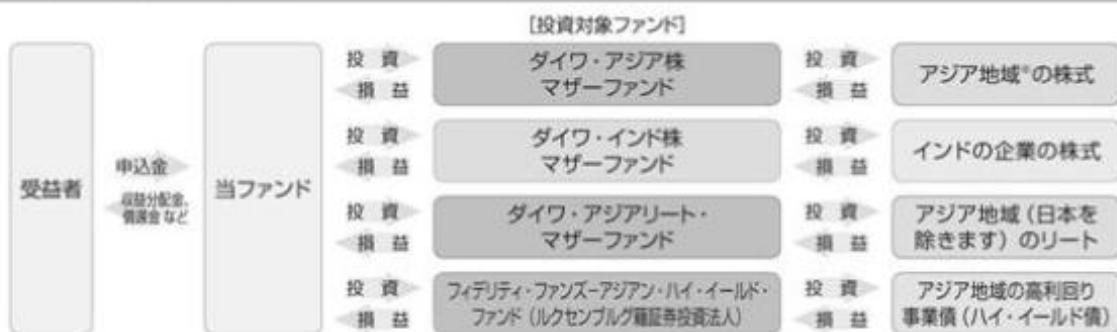 [投資対象ファンド]
受益者
申込金
収益分配金、
償還金 など
当ファンド
投資
損益
ダイワ・アジア株
マザーファンド
投資
損益
アジア地域※の株式
投資
損益
ダイワ・インド株
マザーファンド
投資
損益
インドの企業の株式
投資
損益
ダイワ・アジアリート・
マザーファンド
投資
損益
アジア地域(日本を
除きます)のリート
投資
損益
フィデリティ・ファンズ-アジアン・ハイ・イールド・
ファンド(ルクセンブルグ籍証券投資法人)
投資
損益
アジア地域の高利回り
事業債(ハイ・イールド債)